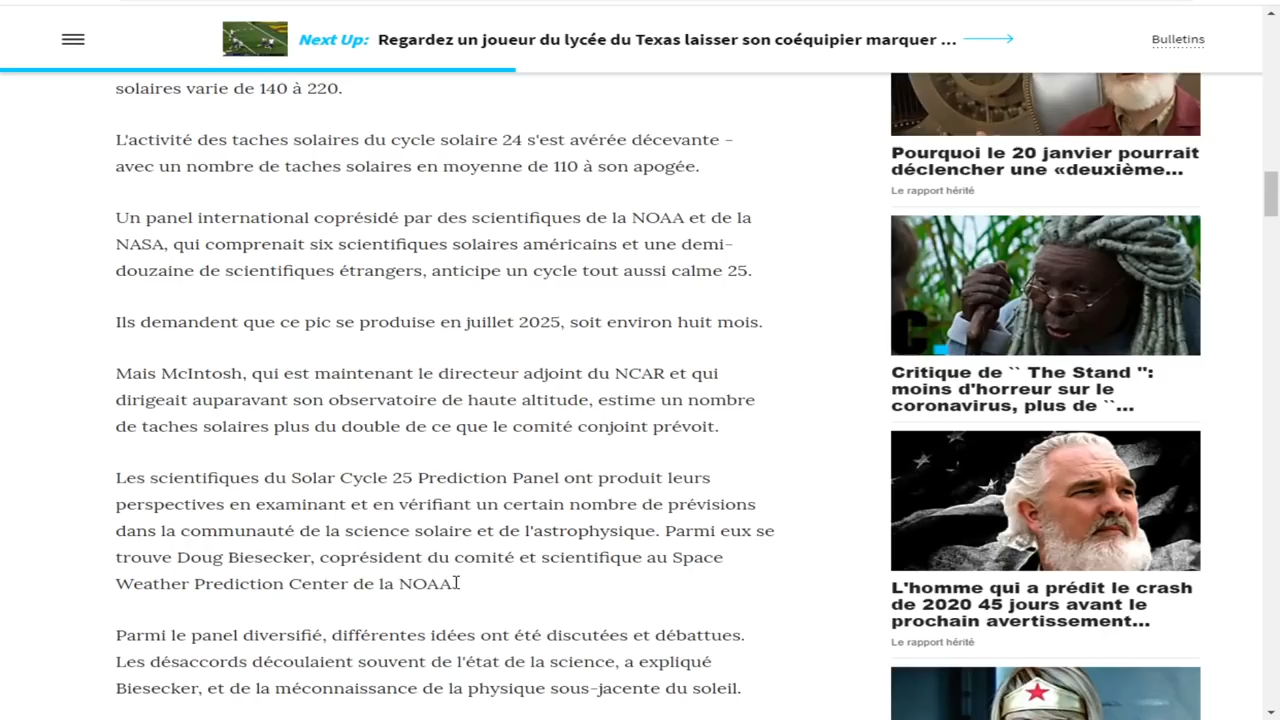 Next Up: Regardez un joueur du lycée du Texas laisser son coéquipier marquer ...
Bulletins
solaires varie de 140 à 220.
L'activité des taches solaires du cycle solaire 24 s'est avérée décevante -
avec un nombre de taches solaires en moyenne de 110 à son apogée.
Un panel international coprésidé par des scientifiques de la NOAA et de la
NASA, qui comprenait six scientifiques solaires américains et une demi-
douzaine de scientifiques étrangers, anticipe un cycle tout aussi calme 25.
Ils demandent que ce pic se produise en juillet 2025, soit environ huit mois.
Mais McIntosh, qui est maintenant le directeur adjoint du NCAR et qui
dirigeait auparavant son observatoire de haute altitude, estime un nombre
de taches solaires plus du double de ce que le comité conjoint prévoit.
Les scientifiques du Solar Cycle 25 Prediction Panel ont produit leurs
perspectives en examinant et en vérifiant un certain nombre de prévisions
dans la communauté de la science solaire et de l'astrophysique. Parmi eux se
trouve Doug Biesecker, coprésident du comité et scientifique au Space
Weather Prediction Center de la NOAA.
Parmi le panel diversifié, différentes idées ont été discutées et débattues.
Les désaccords découlaient souvent de l'état de la science, a expliqué
Biesecker, et de la méconnaissance de la physique sous-jacente du soleil.
Pourquoi le 20 janvier pourrait
déclencher une «deuxième...
Le rapport hérité
Critique de `` The Stand '':
moins d'horreur sur le
coronavirus, plus de ``...
L'homme qui a prédit le crash
de 2020 45 jours avant le
prochain avertissement...
Le rapport hérité